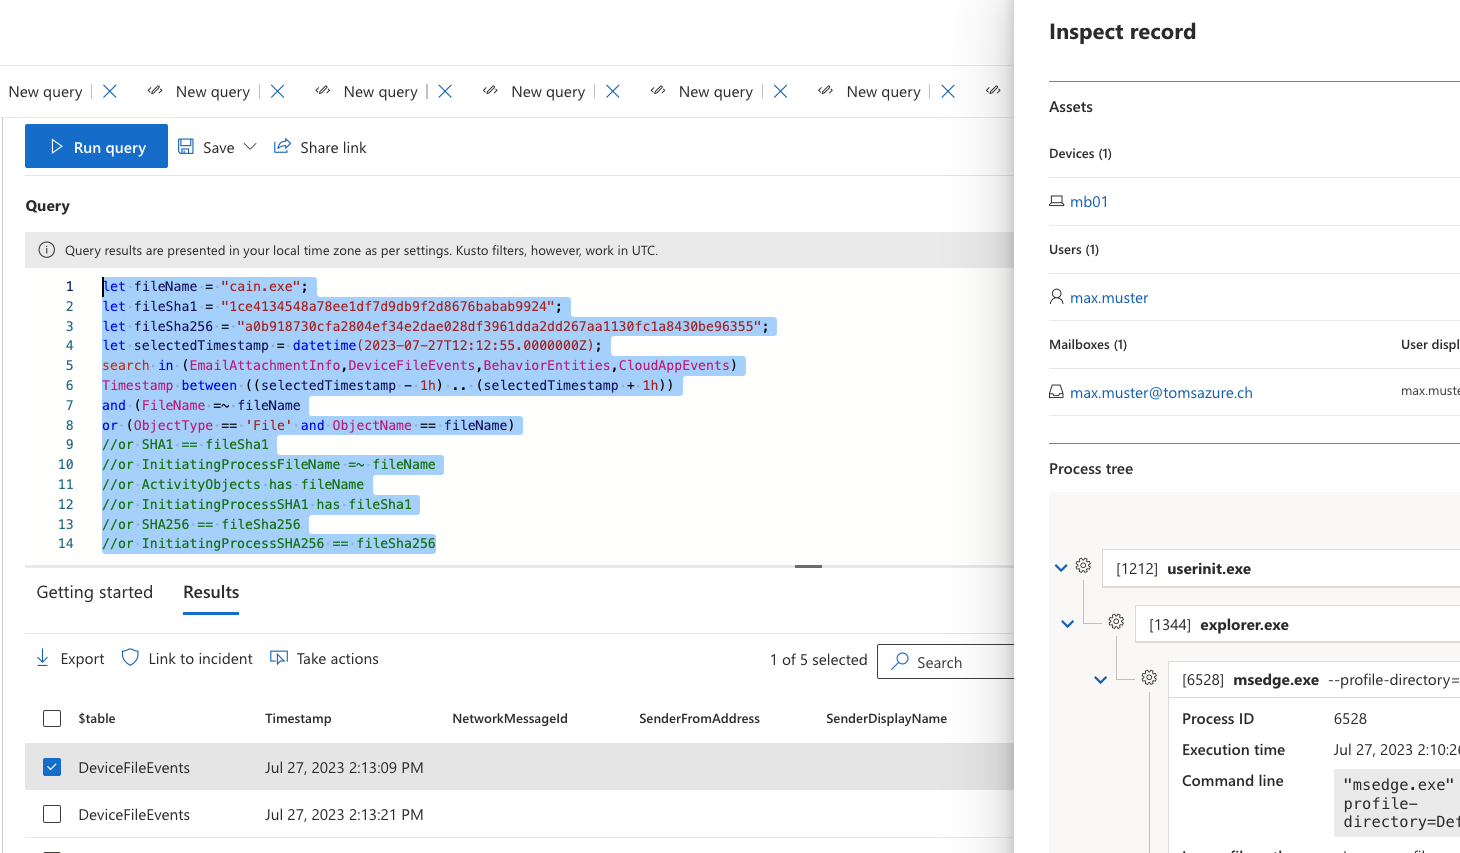 New query
New query
New query
New query
New query
New query
Run query
Save
Share link
Query
Query results are presented in your local time zone as per settings. Kusto filters, however, work in UTC.
1 let fileName = "cain.exe";
2 let fileSha1 = "1ce4134548a78ee1df7d9db9f2d8676babab9924";
3 let fileSha256 = "a0b918730cfa2804ef34e2dae028df3961dda2dd267aa1130fc1a8430be96355";
4 let selectedTimestamp = datetime(2023-07-27T12:12:55.0000000Z);
5 search in (EmailAttachmentInfo,DeviceFileEvents,BehaviorEntities,CloudAppEvents)
6 Timestamp between ((selectedTimestamp - 1h) .. (selectedTimestamp + 1h))
7 and (FileName =~ fileName
8 or (ObjectType == 'File' and ObjectName == fileName)
9 //or SHA1 == fileSha1
10 //or InitiatingProcessFileName =~ fileName
11 //or ActivityObjects has fileName
12 //or InitiatingProcessSHA1 has fileSha1
13 //or SHA256 == fileSha256
14 //or InitiatingProcessSHA256 == fileSha256
Getting started
Results
Export
Link to incident
Take actions
1 of 5 selected
Search
$table Timestamp NetworkMessageId SenderFromAddress SenderDisplayName
DeviceFileEvents Jul 27, 2023 2:13:09 PM
DeviceFileEvents Jul 27, 2023 2:13:21 PM
Inspect record
Assets
Devices (1)
mb01
Users (1)
max.muster
Mailboxes (1) User displ
max.muster@tomsazure.ch max.muste
Process tree
[1212] userinit.exe
[1344] explorer.exe
[6528] msedge.exe --profile-directory=
Process ID 6528
Execution time Jul 27, 2023 2:10:26
Command line "msedge.exe"
profile-
directory=Def